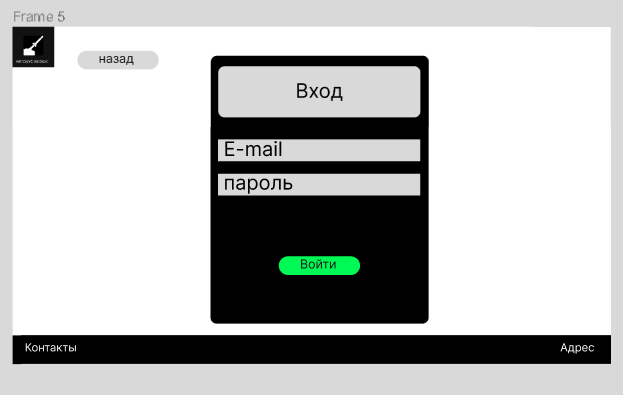 Frame 5
назад
Вход
E-mail
пароль
Войти
Контакты
Адрес